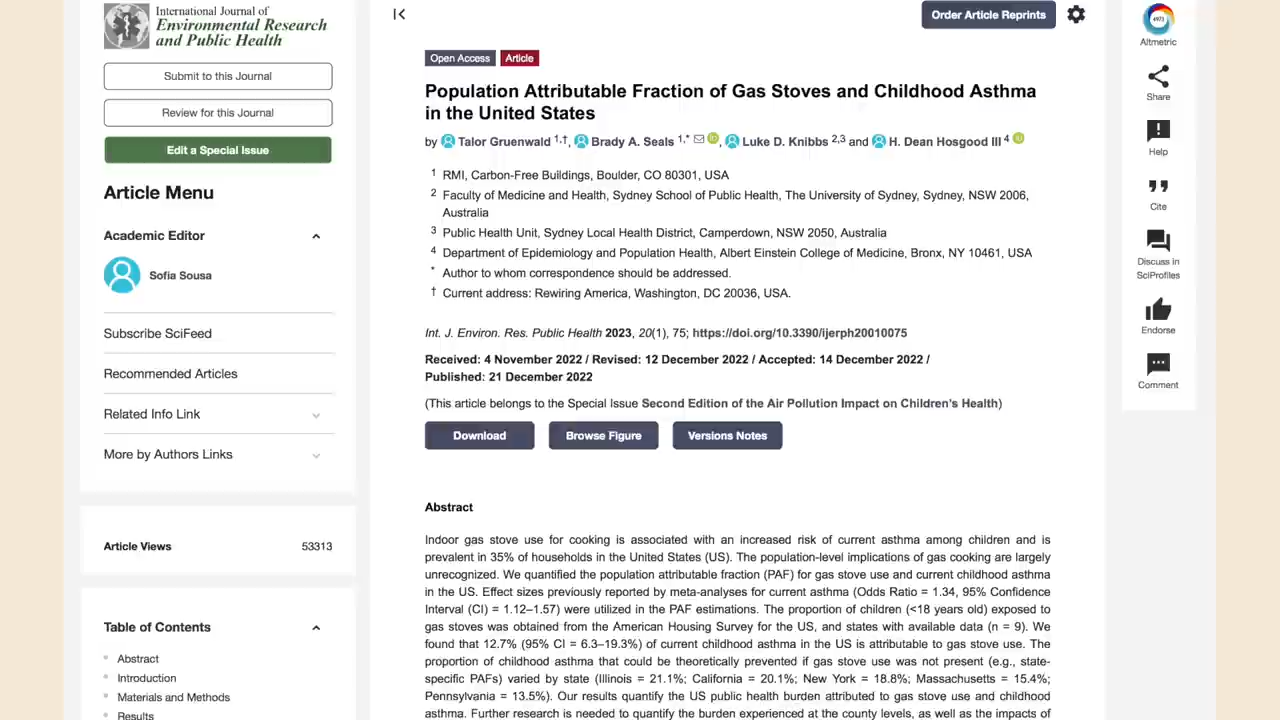 International Journal of
Environmental Research
and Public Health
Submit to this Journal
Review for this Journal
Edit a Special Issue
Article Menu
Academic Editor
Sofia Sousa
Subscribe SciFeed
Recommended Articles
Related Info Link
More by Authors Links
Article Views 53313
Table of Contents
Abstract
Introduction
Materials and Methods
Results
Order Article Reprints
Open Access Article
Population Attributable Fraction of Gas Stoves and Childhood Asthma
in the United States
by Talor Gruenwald 1,†, Brady A. Seals 1,* , Luke D. Knibbs 2,3 and H. Dean Hosgood III 4
1 RMI, Carbon-Free Buildings, Boulder, CO 80301, USA
2 Faculty of Medicine and Health, Sydney School of Public Health, The University of Sydney, Sydney, NSW 2006,
Australia
3 Public Health Unit, Sydney Local Health District, Camperdown, NSW 2050, Australia
4 Department of Epidemiology and Population Health, Albert Einstein College of Medicine, Bronx, NY 10461, USA
* Author to whom correspondence should be addressed.
† Current address: Rewiring America, Washington, DC 20036, USA.
Int. J. Environ. Res. Public Health 2023, 20(1), 75; https://doi.org/10.3390/ijerph20010075
Received: 4 November 2022 / Revised: 12 December 2022 / Accepted: 14 December 2022 /
Published: 21 December 2022
(This article belongs to the Special Issue Second Edition of the Air Pollution Impact on Children's Health)
Download
Browse Figure
Versions Notes
Abstract
Indoor gas stove use for cooking is associated with an increased risk of current asthma among children and is
prevalent in 35% of households in the United States (US). The population-level implications of gas cooking are largely
unrecognized. We quantified the population attributable fraction (PAF) for gas stove use and current childhood asthma
in the US. Effect sizes previously reported by meta-analyses for current asthma (Odds Ratio = 1.34, 95% Confidence
Interval (CI) = 1.12–1.57) were utilized in the PAF estimations. The proportion of children (<18 years old) exposed to
gas stoves was obtained from the American Housing Survey for the US, and states with available data (n = 9). We
found that 12.7% (95% CI = 6.3–19.3%) of current childhood asthma in the US is attributable to gas stove use. The
proportion of childhood asthma that could be theoretically prevented if gas stove use was not present (e.g., state-
specific PAFs) varied by state (Illinois = 21.1%; California = 20.1%; New York = 18.8%; Massachusetts = 15.4%;
Pennsylvania = 13.5%). Our results quantify the US public health burden attributed to gas stove use and childhood
asthma. Further research is needed to quantify the burden experienced at the county levels, as well as the impacts of
4971
Altmetric
Share
Help
Cite
Discuss in
SciProfiles
Endorse
Comment